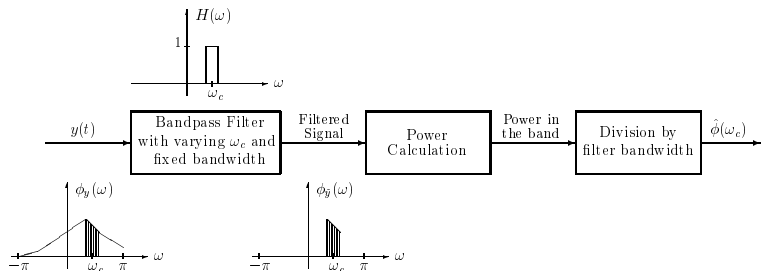 H(ω)
1
ω
ω_c
y(t)
Bandpass Filter
with varying ω_c and
fixed bandwidth
Filtered
Signal
Power
Calculation
Power in
the band
Division by
filter bandwidth
φ̂(ω_c)
φ_y(ω)
−π
ω_c
π
ω
φ_ỹ(ω)
−π
ω_c
π
ω